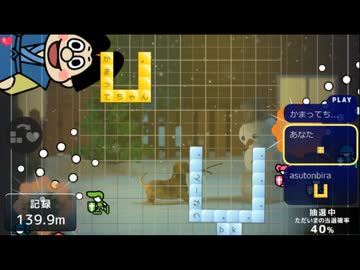 かまってちゃん
PLAY
かまってち...
あなた
asutonbira
bk
記録
139.9m
抽選中
ただいまの当選確率
40%